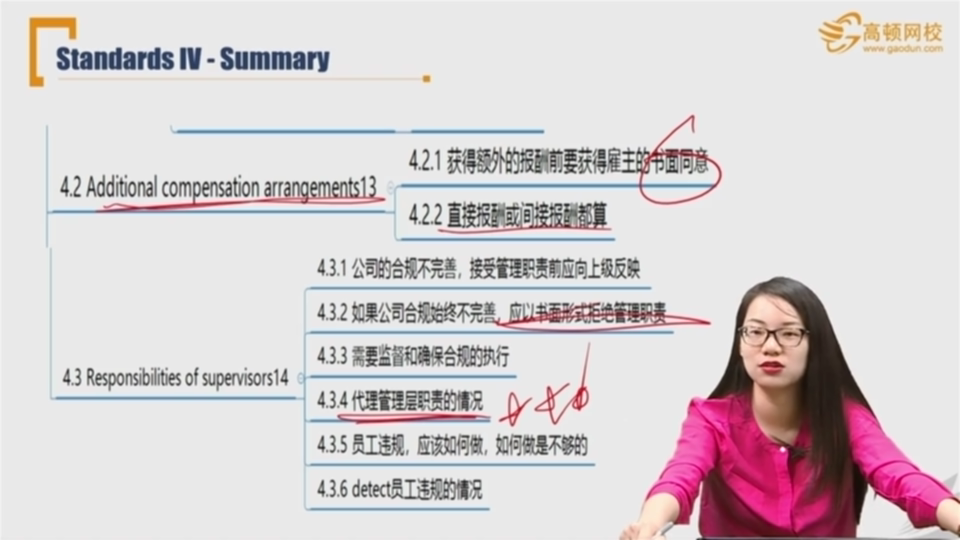 高顿网校
www.gaodun.com
Standards IV - Summary
4.2 Additional compensation arrangements13
4.2.1 获得额外的报酬前要获得雇主的书面同意
4.2.2 直接报酬或间接报酬都算
4.3 Responsibilities of supervisors14
4.3.1 公司的合规不完善，接受管理职责前应向上级反映
4.3.2 如果公司合规始终不完善，应以书面形式拒绝管理职责
4.3.3 需要监督和确保合规的执行
4.3.4 代理管理层职责的情况
4.3.5 员工违规，应该如何做，如何做是不够的
4.3.6 detect员工违规的情况